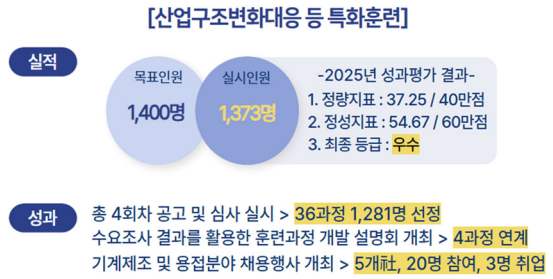 [산업구조변화대응 등 특화훈련]
실적
목표인원
1,400명
실시인원
1,373명
-2025년 성과평가 결과-
1. 정량지표 : 37.25 / 40만점
2. 정성지표 : 54.67 / 60만점
3. 최종 등급 : 우수
성과
총 4회차 공고 및 심사 실시 > 36과정 1,281명 선정
수요조사 결과를 활용한 훈련과정 개발 설명회 개최 > 4과정 연계
기계제조 및 용접분야 채용행사 개최 > 5개社, 20명 참여, 3명 취업